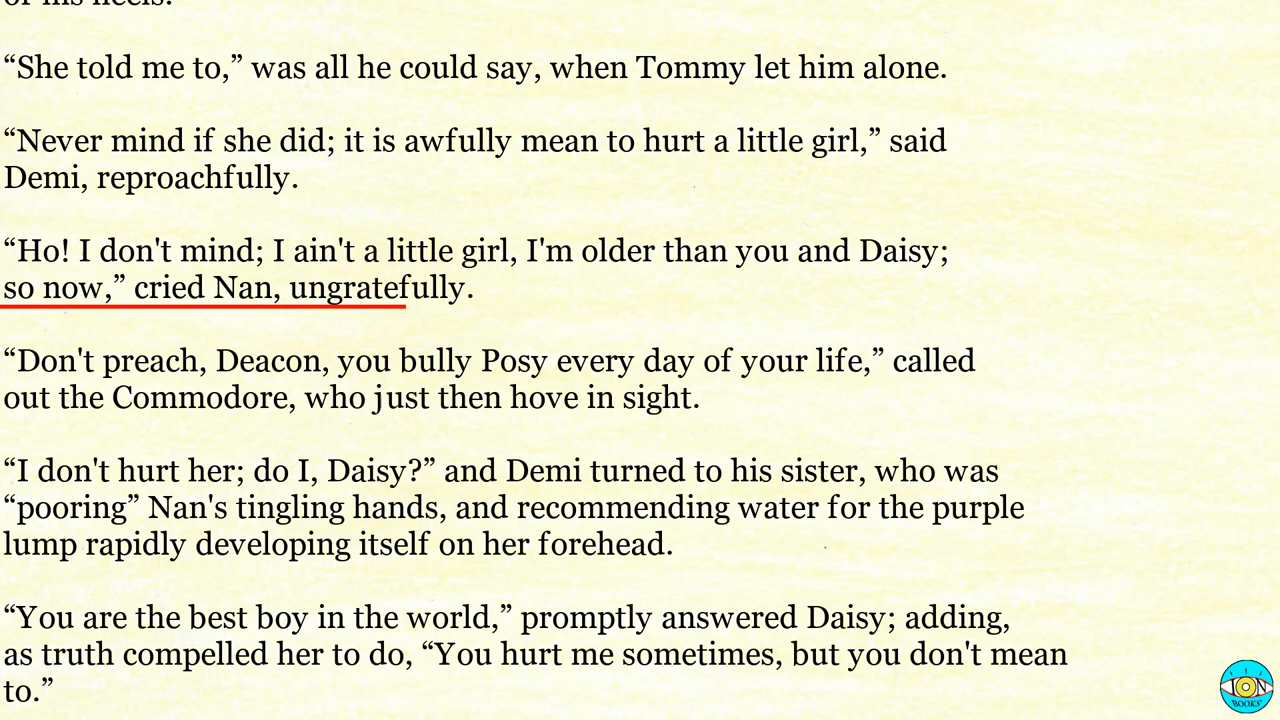 of his heels.
“She told me to,” was all he could say, when Tommy let him alone.
“Never mind if she did; it is awfully mean to hurt a little girl,” said
Demi, reproachfully.
“Ho! I don't mind; I ain't a little girl, I'm older than you and Daisy;
so now,” cried Nan, ungratefully.
“Don't preach, Deacon, you bully Posy every day of your life,” called
out the Commodore, who just then hove in sight.
“I don't hurt her; do I, Daisy?” and Demi turned to his sister, who was
“pooring” Nan's tingling hands, and recommending water for the purple
lump rapidly developing itself on her forehead.
“You are the best boy in the world,” promptly answered Daisy; adding,
as truth compelled her to do, “You hurt me sometimes, but you don't mean
to.”
ION
BOOKS